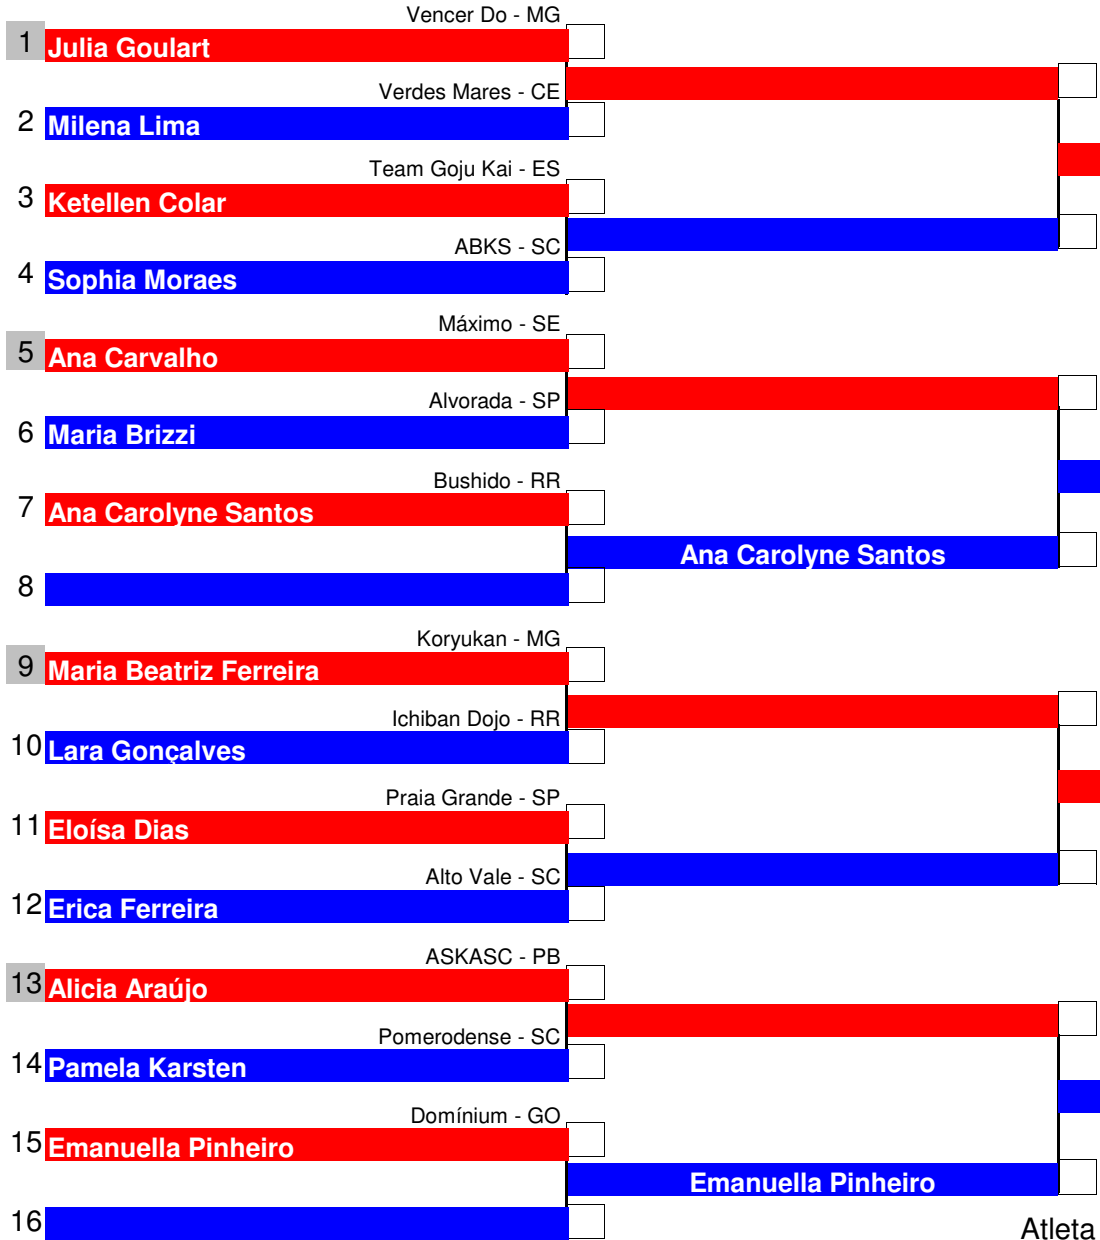 Vencer Do - MG
1 Julia Goulart
Verdes Mares - CE
2 Milena Lima
Team Goju Kai - ES
3 Ketellen Colar
ABKS - SC
4 Sophia Moraes
Máximo - SE
5 Ana Carvalho
Alvorada - SP
6 Maria Brizzi
Bushido - RR
7 Ana Carolyne Santos
Ana Carolyne Santos
8
Koryukan - MG
9 Maria Beatriz Ferreira
Ichiban Dojo - RR
10 Lara Gonçalves
Praia Grande - SP
11 Eloísa Dias
Alto Vale - SC
12 Erica Ferreira
ASKASC - PB
13 Alicia Araújo
Pomerodense - SC
14 Pamela Karsten
Domínium - GO
15 Emanuella Pinheiro
Emanuella Pinheiro
16
Atleta